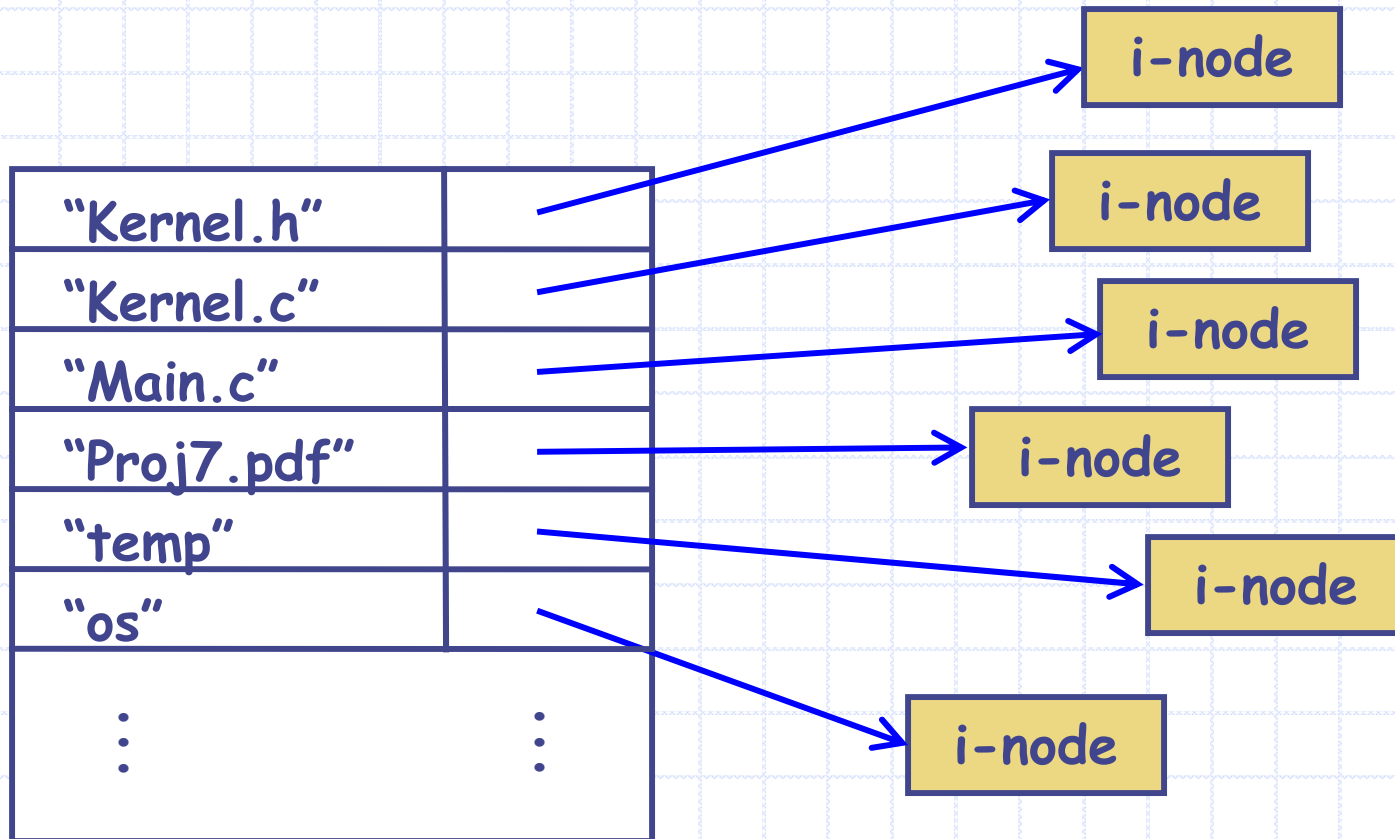 i-node
i-node
“Kernel.h”
“Kernel.c”
i-node
“Main.c”
“Proj7.pdf”
i-node
“temp”
i-node
“os”
i-node